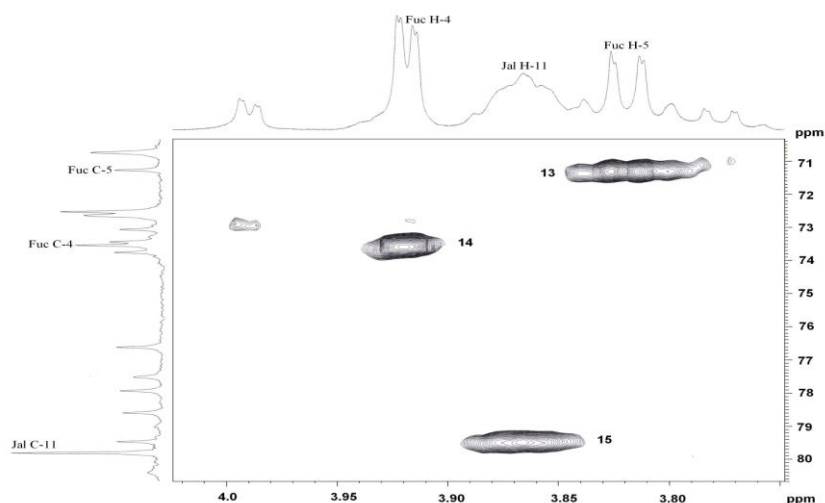 Fuc H-4
Fuc H-5
Jal H-11
ppm
Fuc C-5
13
71
72
73
Fuc C-4
14
74
75
76
77
78
79
Jal C-11
15
80
4.0
3.95
3.90
3.85
3.80
ppm